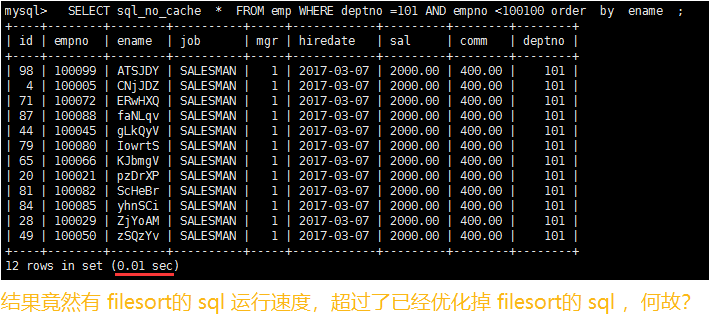 mysql>   SELECT sql_no_cache  *  FROM emp WHERE deptno =101 AND empno <100100 order  by  ename  ;
+----+--------+--------+----------+------+------------+---------+--------+--------+
| id | empno  | ename  | job      | mgr  | hiredate   | sal     | comm   | deptno |
+----+--------+--------+----------+------+------------+---------+--------+--------+
| 98 | 100099 | ATSJDY | SALESMAN |    1 | 2017-03-07 | 2000.00 | 400.00 |    101 |
|  4 | 100005 | CNjJDZ | SALESMAN |    1 | 2017-03-07 | 2000.00 | 400.00 |    101 |
| 71 | 100072 | ERwHXQ | SALESMAN |    1 | 2017-03-07 | 2000.00 | 400.00 |    101 |
| 87 | 100088 | faNLqv | SALESMAN |    1 | 2017-03-07 | 2000.00 | 400.00 |    101 |
| 44 | 100045 | gLkQyV | SALESMAN |    1 | 2017-03-07 | 2000.00 | 400.00 |    101 |
| 79 | 100080 | IowrtS | SALESMAN |    1 | 2017-03-07 | 2000.00 | 400.00 |    101 |
| 65 | 100066 | KJbmgV | SALESMAN |    1 | 2017-03-07 | 2000.00 | 400.00 |    101 |
| 20 | 100021 | pzDrXP | SALESMAN |    1 | 2017-03-07 | 2000.00 | 400.00 |    101 |
| 81 | 100082 | ScHeBr | SALESMAN |    1 | 2017-03-07 | 2000.00 | 400.00 |    101 |
| 84 | 100085 | yhnSCi | SALESMAN |    1 | 2017-03-07 | 2000.00 | 400.00 |    101 |
| 28 | 100029 | ZjYoAM | SALESMAN |    1 | 2017-03-07 | 2000.00 | 400.00 |    101 |
| 49 | 100050 | zSQzYv | SALESMAN |    1 | 2017-03-07 | 2000.00 | 400.00 |    101 |
+----+--------+--------+----------+------+------------+---------+--------+--------+
12 rows in set (0.01 sec)
结果竟然有 filesort的 sql 运行速度，超过了已经优化掉 filesort的 sql ，何故？